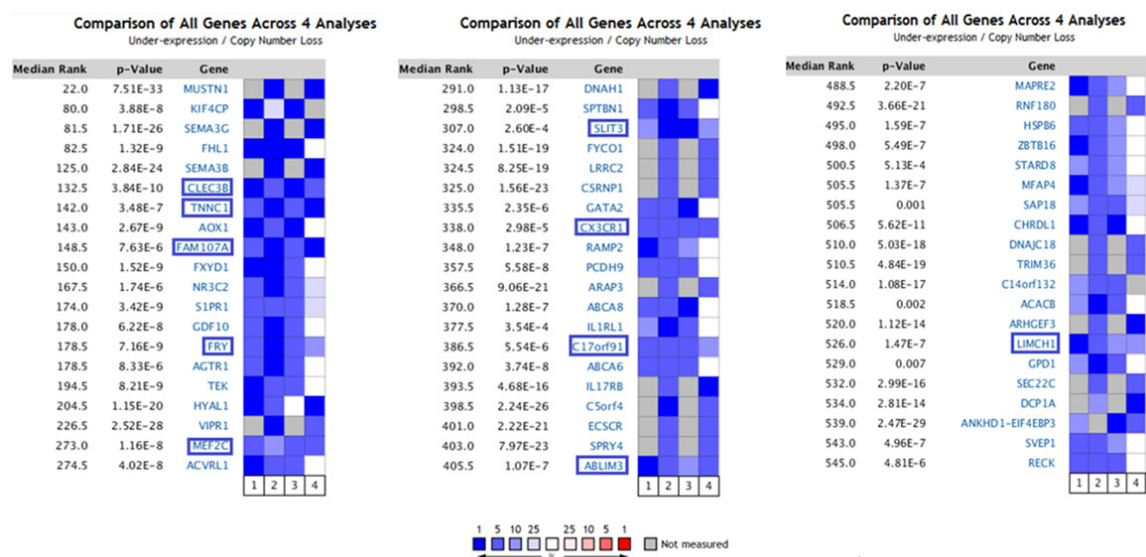 Comparison of All Genes Across 4 Analyses
Under-expression / Copy Number Loss
Median Rank p-Value Gene
22.0 7.51E-33 MUSTN1
80.0 3.88E-8 KIF4CP
81.5 1.71E-26 SEMA3G
82.5 1.32E-9 FHL1
125.0 2.84E-24 SEMA3B
132.5 3.84E-10 CLEC3B
142.0 3.48E-7 TNNC1
143.0 2.67E-9 AOX1
148.5 7.63E-6 FAM107A
150.0 1.52E-9 FXYD1
167.5 1.74E-6 NR3C2
174.0 3.42E-9 S1PR1
178.0 6.22E-8 GDF10
178.5 7.16E-9 FRY
178.5 8.33E-6 AGTR1
194.5 8.21E-9 TEK
204.5 1.15E-20 HYAL1
226.5 2.52E-28 VIPR1
273.0 1.16E-8 MEF2C
274.5 4.02E-8 ACVRL1
1 2 3 4
Comparison of All Genes Across 4 Analyses
Under-expression / Copy Number Loss
Median Rank p-Value Gene
291.0 1.13E-17 DNAH1
298.5 2.09E-5 SPTBN1
307.0 2.60E-4 SLIT3
324.0 1.51E-19 FYCO1
324.5 8.25E-19 LRRC2
325.0 1.56E-23 CSRNP1
335.5 2.35E-6 GATA2
338.0 2.98E-5 CX3CR1
348.0 1.23E-7 RAMP2
357.5 5.58E-8 PCDH9
366.5 9.06E-21 ARAP3
370.0 1.28E-7 ABCA8
377.5 3.54E-4 IL1RL1
386.5 5.54E-6 C17orf91
392.0 3.74E-8 ABCA6
393.5 4.68E-16 IL17RB
398.5 2.24E-26 C5orf4
401.0 2.22E-21 ECSCR
403.0 7.97E-23 SPRY4
405.5 1.07E-7 ABLIM3
1 2 3 4
Comparison of All Genes Across 4 Analyses
Under-expression / Copy Number Loss
Median Rank p-Value Gene
488.5 2.20E-7 MAPRE2
492.5 3.66E-21 RNF180
495.0 1.59E-7 HSPB6
498.0 5.49E-7 ZBTB16
500.5 5.13E-4 STARD8
505.5 1.37E-7 MFAP4
505.5 0.001 SAP18
506.5 5.62E-11 CHRDL1
510.0 5.03E-18 DNAJC18
510.5 4.84E-19 TRIM36
514.0 1.08E-17 C14orf132
518.5 0.002 ACACB
520.0 1.12E-14 ARHGEF3
526.0 1.47E-7 LIMCH1
529.0 0.007 GPD1
532.0 2.99E-16 SEC22C
534.0 2.81E-14 DCP1A
539.0 2.47E-29 ANKHD1-EIF4EBP3
543.0 4.96E-7 SVEP1
545.0 4.81E-6 RECK
1 2 3 4
1 5 10 25 25 10 5 1
Not measured
%